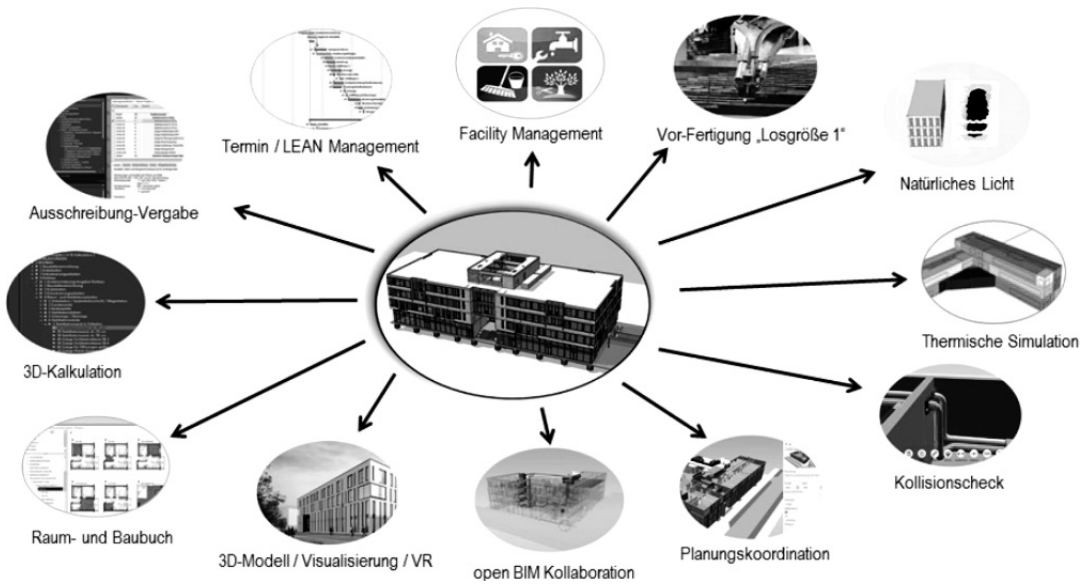 Facility Management
Vor-Fertigung „Losgröße 1“
Termin / LEAN Management
Natürliches Licht
Ausschreibung-Vergabe
Thermische Simulation
3D-Kalkulation
Kollisionscheck
Raum- und Baubuch
3D-Modell / Visualisierung / VR
open BIM Kollaboration
Planungskoordination